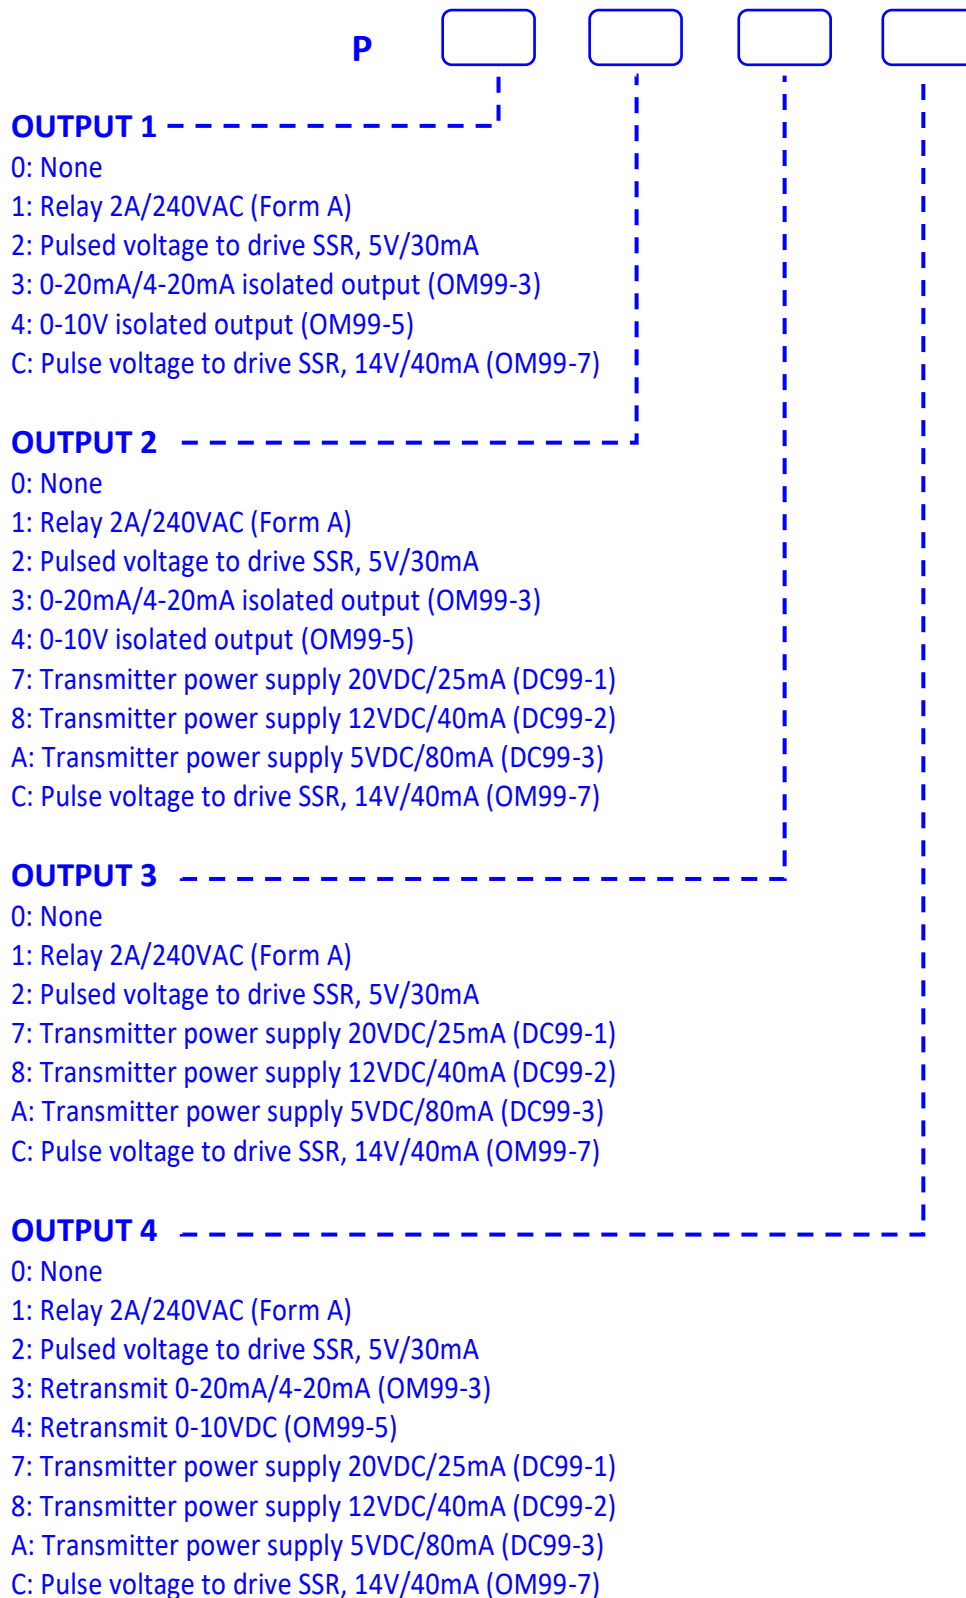 P
OUTPUT 1
0: None
1: Relay 2A/240VAC (Form A)
2: Pulsed voltage to drive SSR, 5V/30mA
3: 0-20mA/4-20mA isolated output (OM99-3)
4: 0-10V isolated output (OM99-5)
C: Pulse voltage to drive SSR, 14V/40mA (OM99-7)
OUTPUT 2
0: None
1: Relay 2A/240VAC (Form A)
2: Pulsed voltage to drive SSR, 5V/30mA
3: 0-20mA/4-20mA isolated output (OM99-3)
4: 0-10V isolated output (OM99-5)
7: Transmitter power supply 20VDC/25mA (DC99-1)
8: Transmitter power supply 12VDC/40mA (DC99-2)
A: Transmitter power supply 5VDC/80mA (DC99-3)
C: Pulse voltage to drive SSR, 14V/40mA (OM99-7)
OUTPUT 3
0: None
1: Relay 2A/240VAC (Form A)
2: Pulsed voltage to drive SSR, 5V/30mA
7: Transmitter power supply 20VDC/25mA (DC99-1)
8: Transmitter power supply 12VDC/40mA (DC99-2)
A: Transmitter power supply 5VDC/80mA (DC99-3)
C: Pulse voltage to drive SSR, 14V/40mA (OM99-7)
OUTPUT 4
0: None
1: Relay 2A/240VAC (Form A)
2: Pulsed voltage to drive SSR, 5V/30mA
3: Retransmit 0-20mA/4-20mA (OM99-3)
4: Retransmit 0-10VDC (OM99-5)
7: Transmitter power supply 20VDC/25mA (DC99-1)
8: Transmitter power supply 12VDC/40mA (DC99-2)
A: Transmitter power supply 5VDC/80mA (DC99-3)
C: Pulse voltage to drive SSR, 14V/40mA (OM99-7)